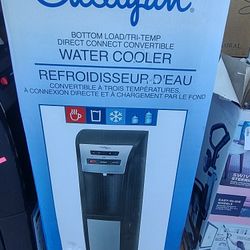 BOTTOM LOAD/TRI-TEMP
DIRECT CONNECT CONVERTIBLE
WATER COOLER
REFROIDISSEUR D'EAU
CONVERTIBLE À TROIS TEMPÉRATURES,
À CONNEXION DIRECTE ET À CHARGEMENT PAR LE FOND